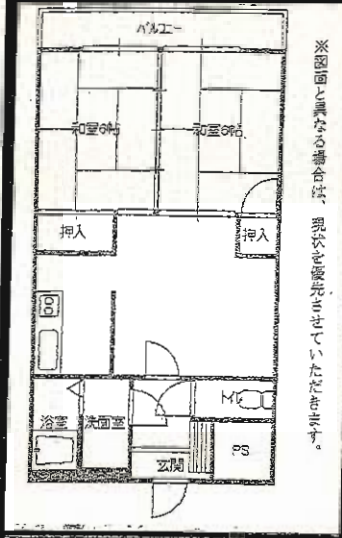 バルコニー
和室6帖
和室6帖
押入
押入
トイレ
浴室
洗面室
玄関
PS
※図面と異なる場合は、現状を優先させていただきます。